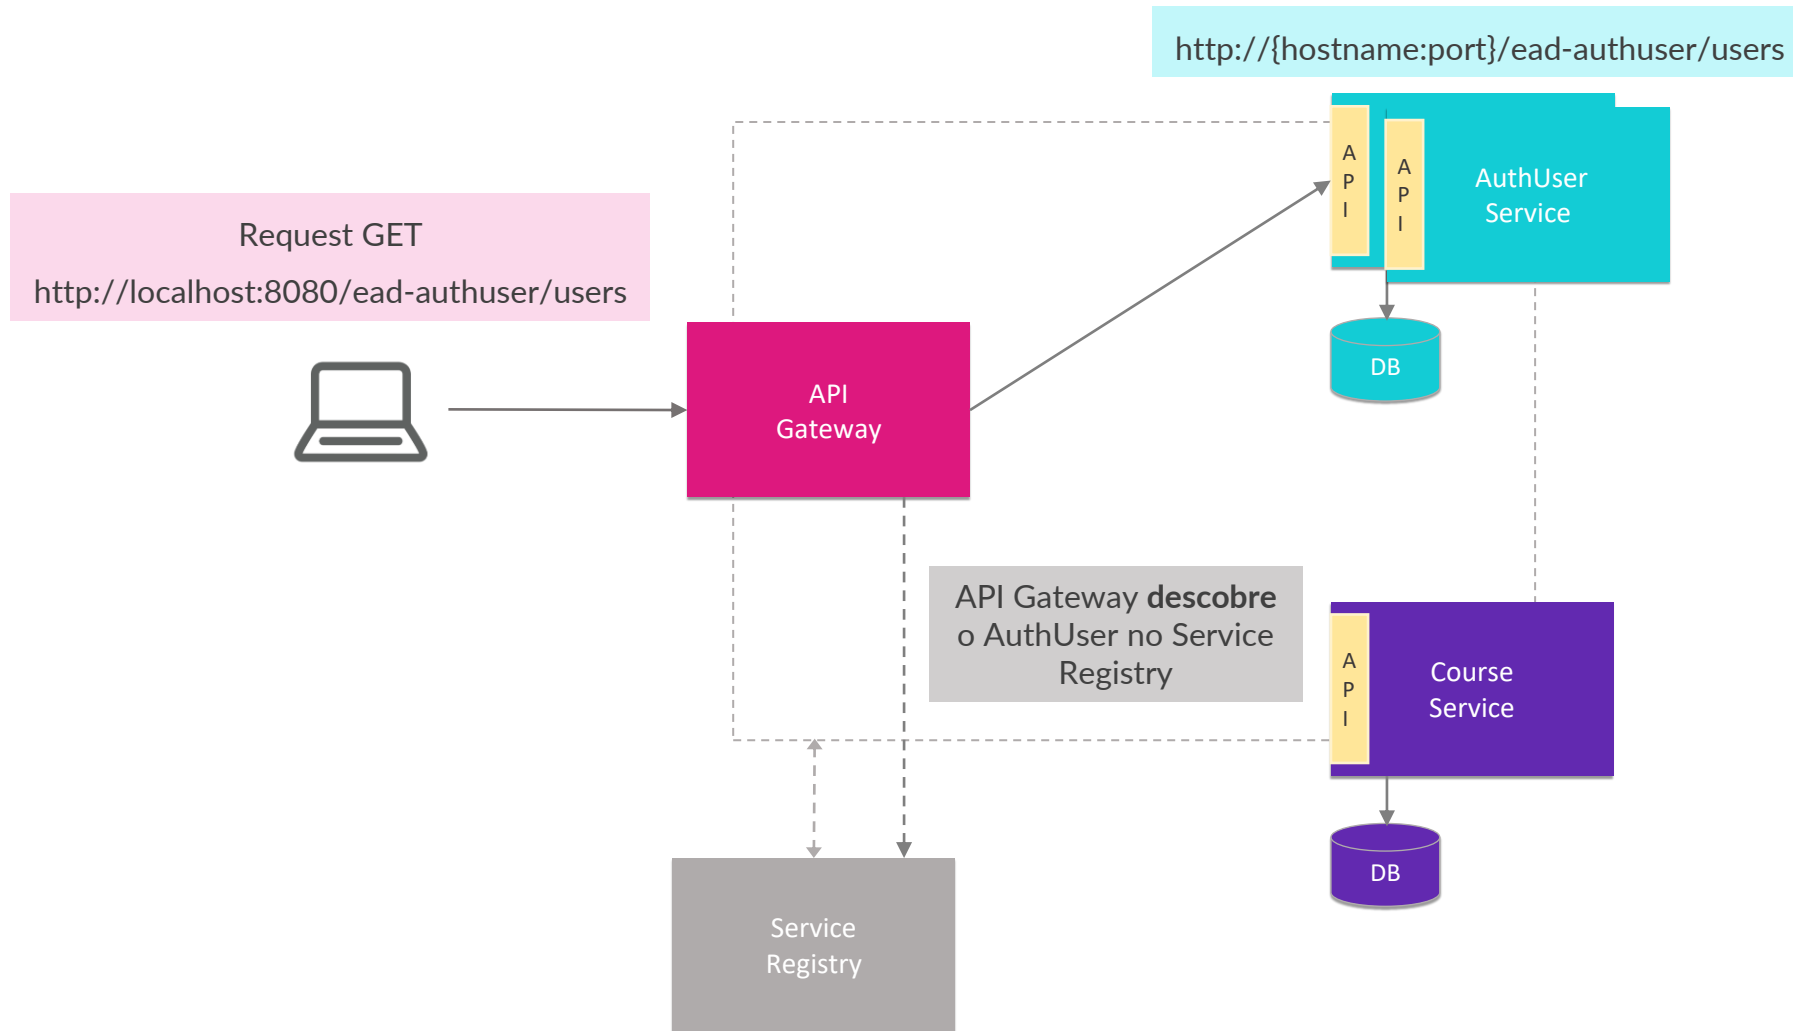 http://{hostname:port}/ead-authuser/users
Request GET
http://localhost:8080/ead-authuser/users
A
P
I
A
P
I
AuthUser
Service
DB
API
Gateway
API Gateway descobre
o AuthUser no Service
Registry
A
P
I
Course
Service
DB
Service
Registry